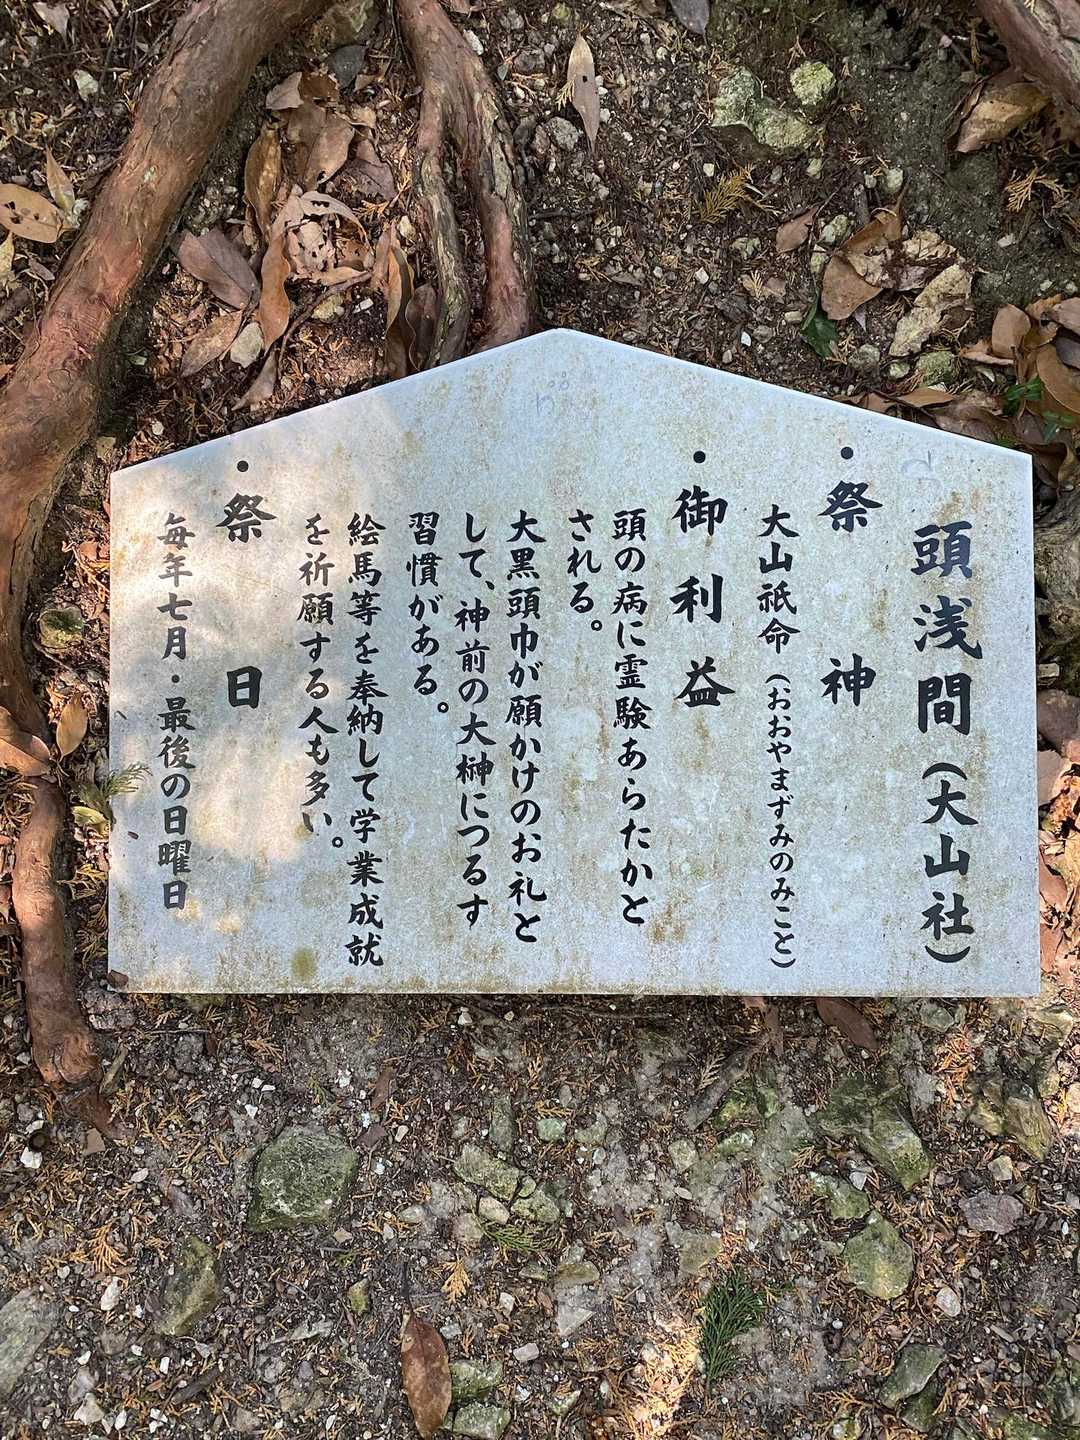 頭浅間（大山社）
・祭神
大山祇命（おおやまずみのみこと）
・御利益
頭の病に霊験あらたかと
される。
大黒頭巾が願かけのお礼と
して、神前の大榊につるす
習慣がある。
絵馬等を奉納して学業成就
を祈願する人も多い。
・祭日
毎年七月・最後の日曜日